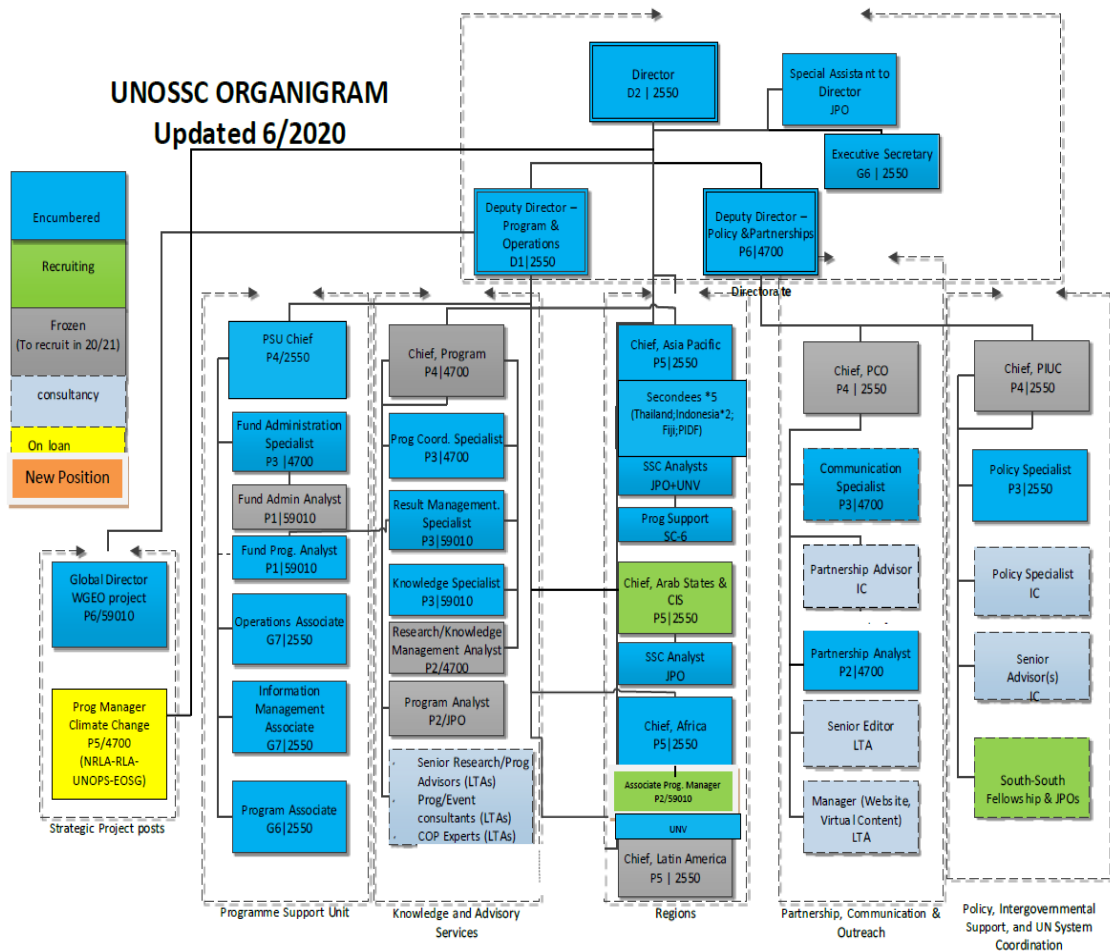 UNOSSC ORGANIGRAM
Updated 6/2020
Director
D2 | 2550
Special Assistant to
Director
JPO
Executive Secretary
G6 | 2550
Encumbered
Recruiting
Frozen
(To recruit in 20/21)
consultancy
On loan
New Position
Deputy Director –
Program &
Operations
D1|2550
Deputy Director –
Policy &Partnerships
P6|4700
Directorate
Global Director
WGEO project
P6/59010
Prog Manager
Climate Change
P5/4700
(NRLA-RLA-
UNOPS-EOSG)
Strategic Project posts
PSU Chief
P4/2550
Fund Administration
Specialist
P3 |4700
Fund Admin Analyst
P1|59010
Fund Prog. Analyst
P1|59010
Operations Associate
G7|2550
Information
Management
Associate
G7|2550
Program Associate
G6|2550
Programme Support Unit
Chief, Program
P4|4700
Prog Coord. Specialist
P3|4700
Result Management.
Specialist
P3|59010
Knowledge Specialist
P3|59010
Research/Knowledge
Management Analyst
P2/4700
Program Analyst
P2/JPO
Senior Research/Prog
Advisors (LTAs)
Prog/Event
consultants (LTAs)
COP Experts (LTAs)
Knowledge and Advisory
Services
Chief, Asia Pacific
P5|2550
Secondees *5
(Thailand;Indonesia*2;
Fiji;PIDF)
SSC Analysts
JPO+UNV
Prog Support
SC-6
Chief, Arab States &
CIS
P5|2550
SSC Analyst
JPO
Chief, Africa
P5|2550
Associate Prog. Manager
P2/59010
UNV
Chief, Latin America
P5 | 2550
Regions
Chief, PCO
P4 | 2550
Communication
Specialist
P3|4700
Partnership Advisor
IC
Partnership Analyst
P2|4700
Senior Editor
LTA
Manager (Website,
Virtual Content)
LTA
Partnership, Communication &
Outreach
Chief, PIUC
P4|2550
Policy Specialist
P3|2550
Policy Specialist
IC
Senior
Advisor(s)
IC
South-South
Fellowship & JPOs
Policy, Intergovernmental
Support, and UN System
Coordination